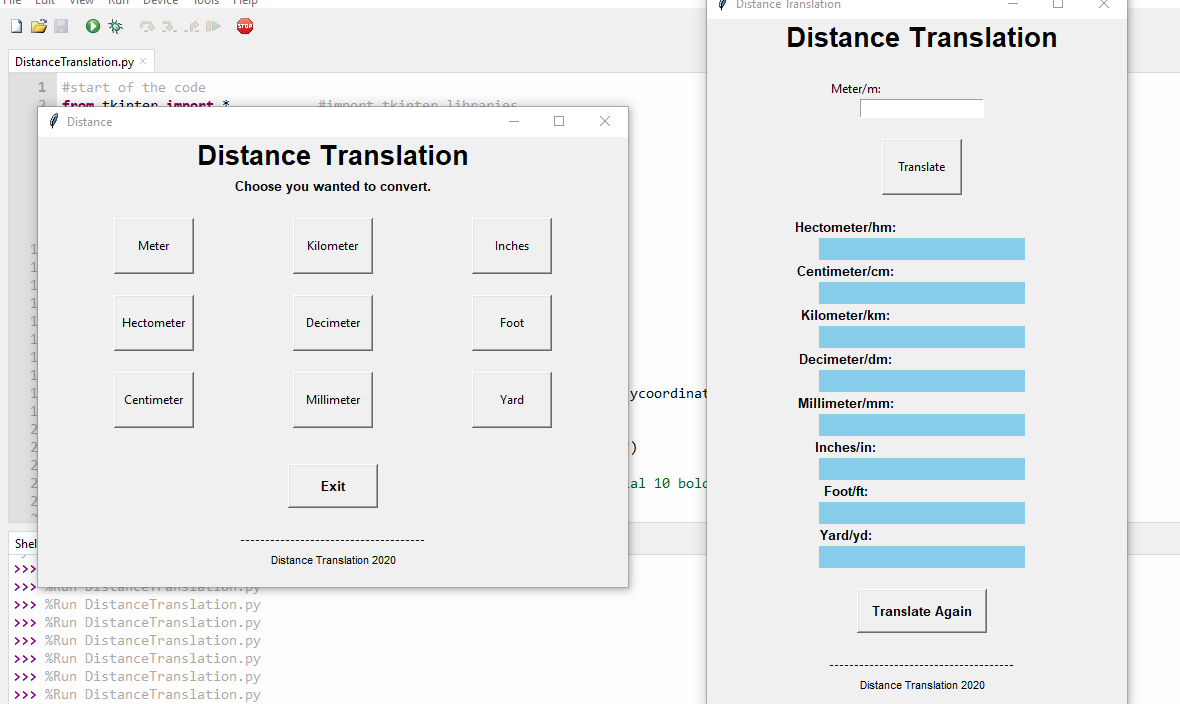 File Edit View Run Device Tools Help
STOP
DistanceTranslation.py ×
1 #start of the code
2 from tkinter import * #import tkinter libraries
Distance
Distance Translation
Choose you wanted to convert.
Meter Kilometer Inches
Hectometer Decimeter Foot
Centimeter Millimeter Yard
Exit
-------------------------------------
Distance Translation 2020
ycoordinat
")
ial 10 bold
Shel
>>>
>>> %Run DistanceTranslation.py
>>> %Run DistanceTranslation.py
>>> %Run DistanceTranslation.py
>>> %Run DistanceTranslation.py
>>> %Run DistanceTranslation.py
>>> %Run DistanceTranslation.py
>>> %Run DistanceTranslation.py
Distance Translation
Distance Translation
Meter/m:
Translate
Hectometer/hm:
Centimeter/cm:
Kilometer/km:
Decimeter/dm:
Millimeter/mm:
Inches/in:
Foot/ft:
Yard/yd:
Translate Again
-------------------------------------
Distance Translation 2020